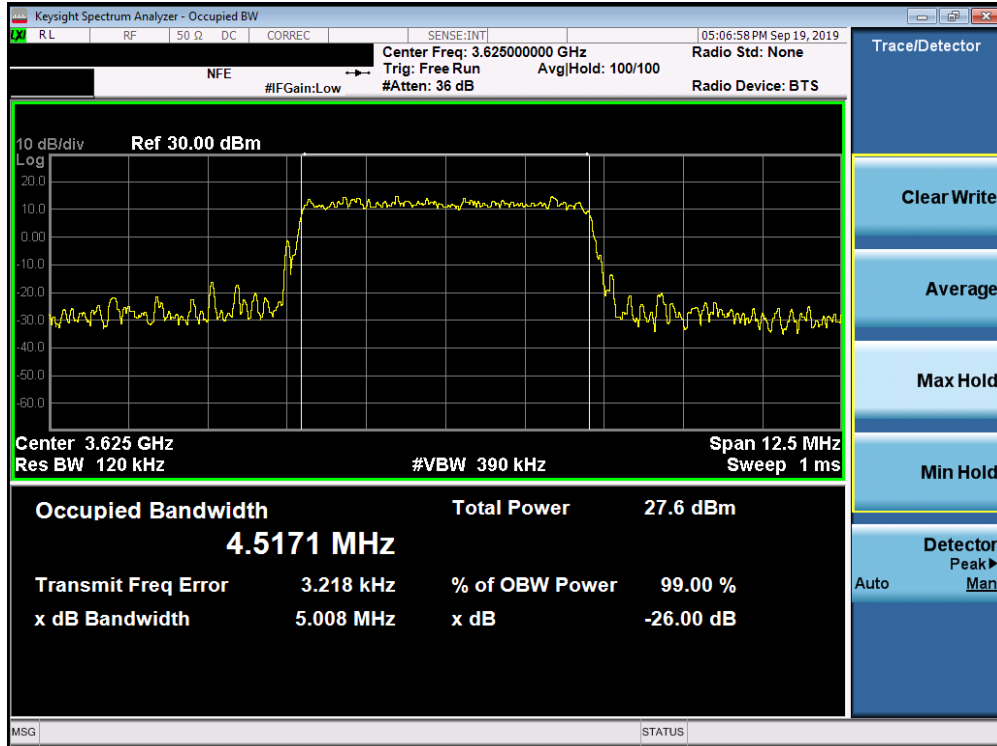 Keysight Spectrum Analyzer - Occupied BW
LXI RL RF 50 Ω DC CORREC SENSE:INT 05:06:58 PM Sep 19, 2019
Center Freq: 3.625000000 GHz Radio Std: None
NFE Trig: Free Run Avg|Hold: 100/100
#IFGain:Low #Atten: 36 dB Radio Device: BTS
10 dB/div Ref 30.00 dBm
Log
20.0
10.0
0.00
-10.0
-20.0
-30.0
-40.0
-50.0
-60.0
Center 3.625 GHz Span 12.5 MHz
Res BW 120 kHz #VBW 390 kHz Sweep 1 ms
Occupied Bandwidth Total Power 27.6 dBm
4.5171 MHz
Transmit Freq Error 3.218 kHz % of OBW Power 99.00 %
x dB Bandwidth 5.008 MHz x dB -26.00 dB
MSG STATUS
Trace/Detector
Clear Write
Average
Max Hold
Min Hold
Detector
Peak▶
Auto Man